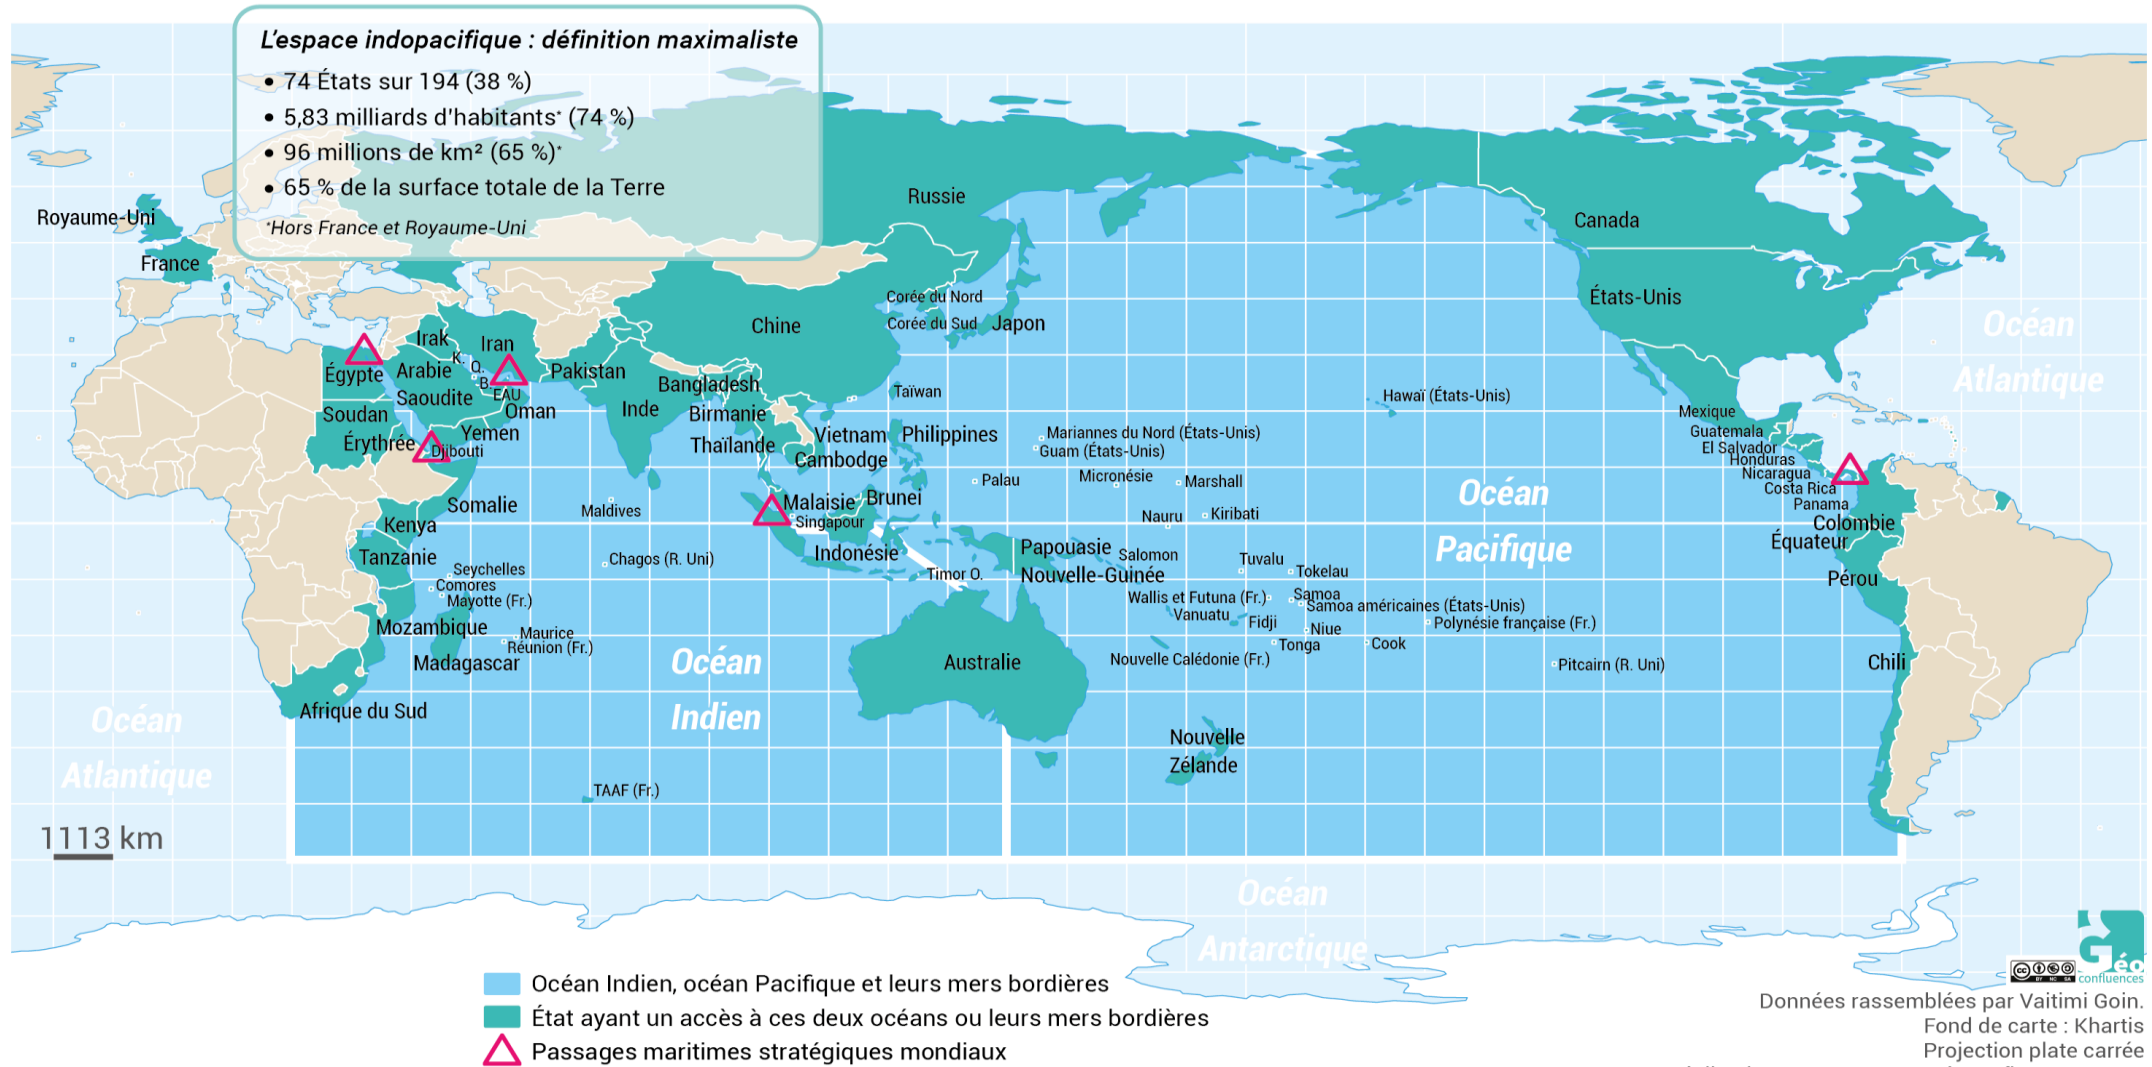 L'espace indopacifique : définition maximaliste
• 74 États sur 194 (38 %)
• 5,83 milliards d'habitants* (74 %)
• 96 millions de km² (65 %)*
• 65 % de la surface totale de la Terre
*Hors France et Royaume-Uni
Royaume-Uni
France
Russie
Canada
États-Unis
Chine
Corée du Nord
Corée du Sud
Japon
Irak
Iran
K.
Q.
B.
EAU
Égypte
Arabie
Saoudite
Pakistan
Oman
Soudan
Yemen
Érythrée
Djibouti
Bangladesh
Inde
Birmanie
Thaïlande
Vietnam
Cambodge
Taïwan
Philippines
Hawaï (États-Unis)
Mariannes du Nord (États-Unis)
Guam (États-Unis)
Palau
Micronésie
Marshall
Nauru
Kiribati
Mexique
Guatemala
El Salvador
Honduras
Nicaragua
Costa Rica
Panama
Colombie
Équateur
Pérou
Chili
Océan
Atlantique
Somalie
Kenya
Tanzanie
Maldives
Malaisie
Brunei
Singapour
Indonésie
Timor O.
Seychelles
Comores
Mayotte (Fr.)
Chagos (R. Uni)
Mozambique
Madagascar
Maurice
Réunion (Fr.)
Afrique du Sud
Papouasie
Nouvelle-Guinée
Salomon
Tuvalu
Tokelau
Wallis et Futuna (Fr.)
Samoa
Samoa américaines (États-Unis)
Vanuatu
Fidji
Polynésie française (Fr.)
Niue
Tonga
Cook
Nouvelle Calédonie (Fr.)
Pitcairn (R. Uni)
Océan
Pacifique
Océan
Indien
Australie
Nouvelle
Zélande
TAAF (Fr.)
Océan
Atlantique
1113 km
Océan
Antarctique
Océan Indien, océan Pacifique et leurs mers bordières
État ayant un accès à ces deux océans ou leurs mers bordières
Passages maritimes stratégiques mondiaux
Géo
confluences
cc
BY NC SA
Données rassemblées par Vaitimi Goin.
Fond de carte : Khartis
Projection plate carrée